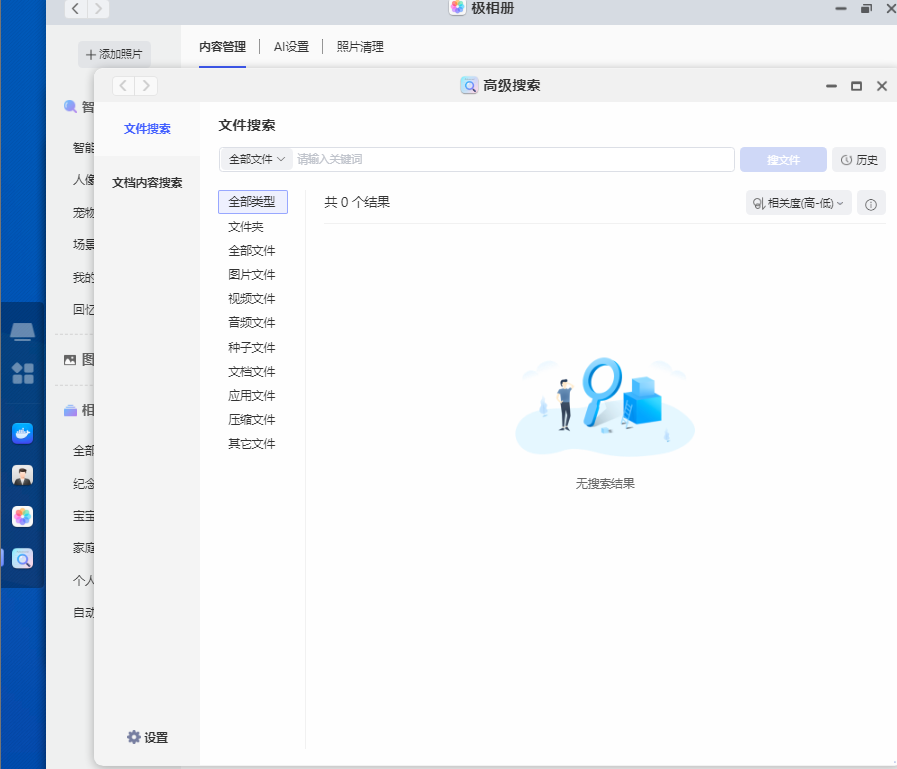 极相册
添加照片
内容管理
AI设置
照片清理
高级搜索
智
文件搜索
文件搜索
智能
全部文件
请输入关键词
搜文件
历史
人像
文档内容搜索
宠物
全部类型
共 0 个结果
相关度(高-低)
文件夹
场景
全部文件
图片文件
我的
视频文件
回忆
音频文件
种子文件
图
文档文件
应用文件
相
压缩文件
其它文件
全部
纪念
无搜索结果
宝宝
家庭
个人
自动
设置